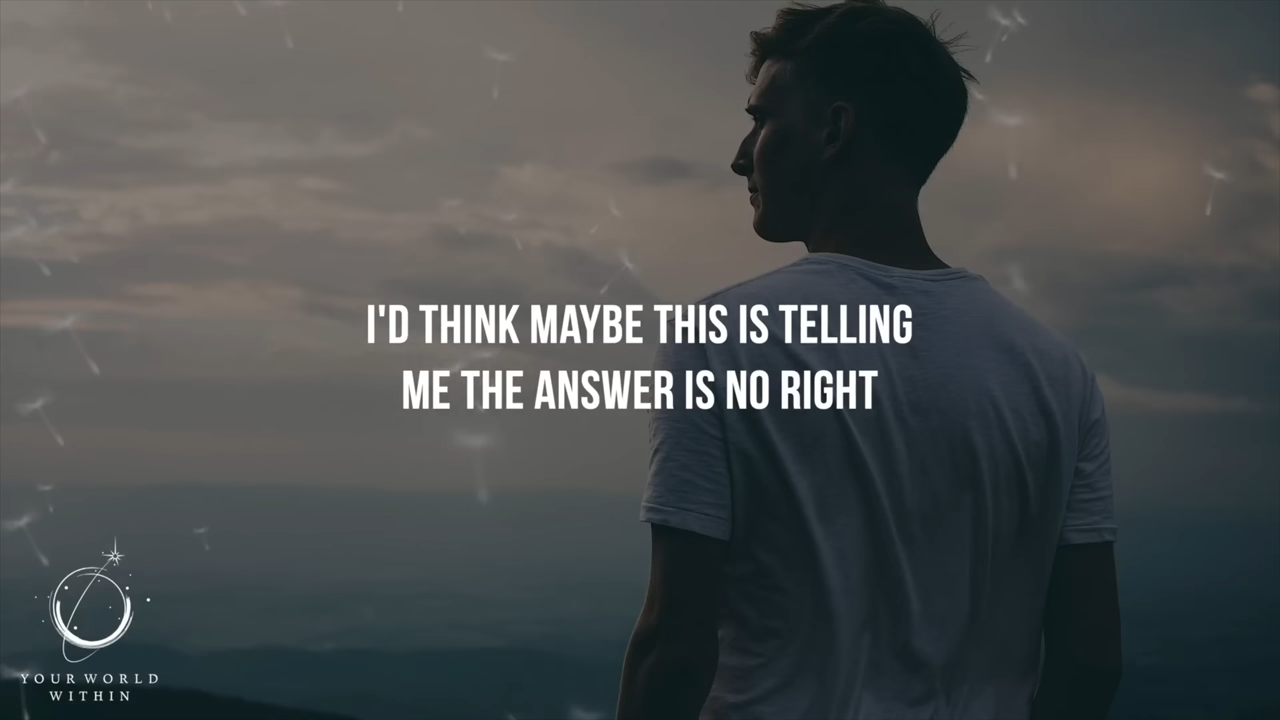 I'D THINK MAYBE THIS IS TELLING
ME THE ANSWER IS NO RIGHT
YOUR WORLD
WITHIN